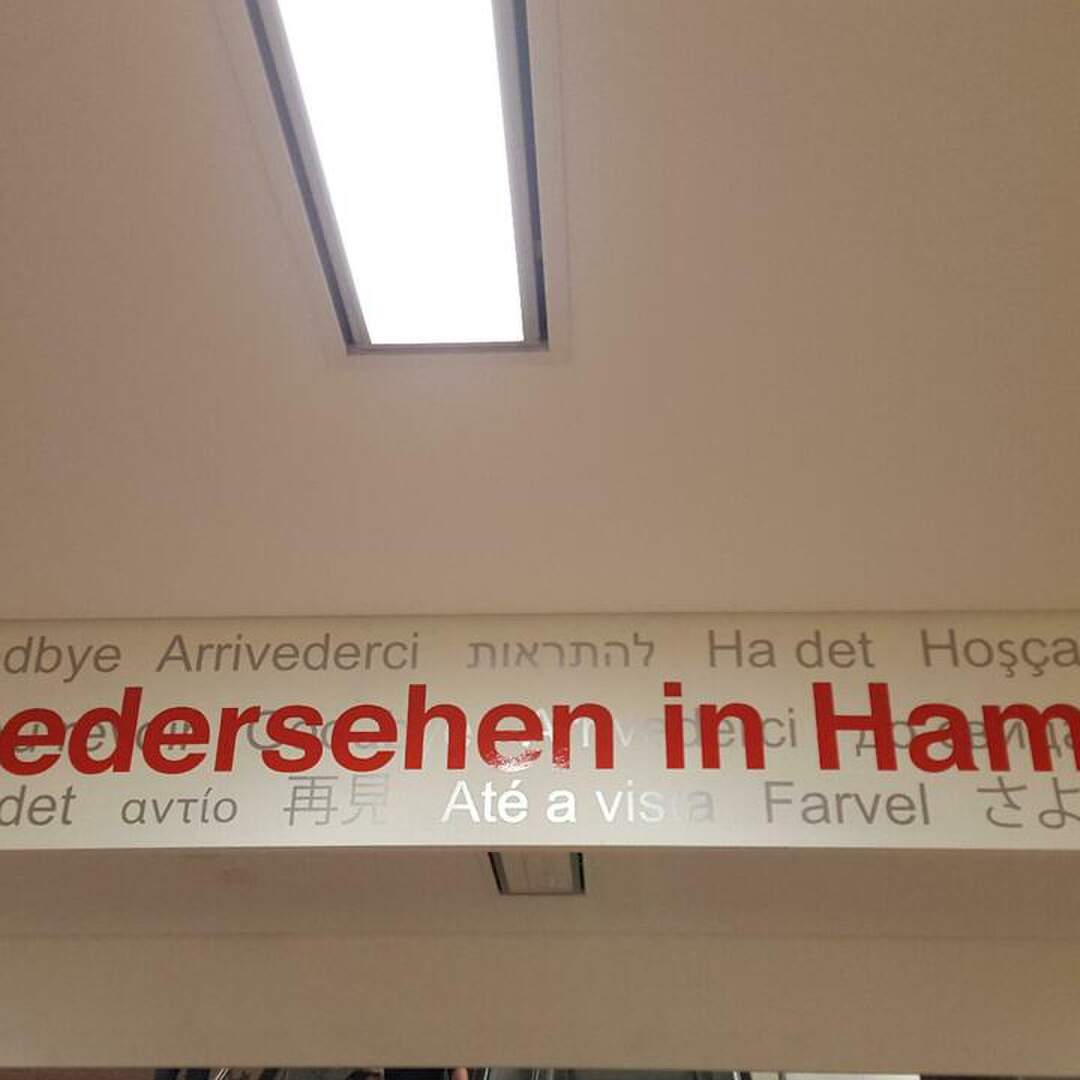 dbye Arrivederci להתראות Ha det Hoşça
edersehen in Ham
det αντίο 再見 Até a vista Farvel さよ